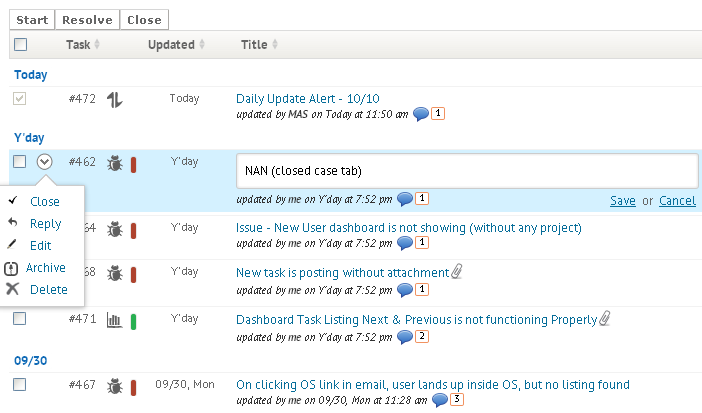 Start Resolve Close
Task Updated Title
Today
#472 Today Daily Update Alert - 10/10
updated by MAS on Today at 11:50 am 1
Y'day
#462 Y'day NAN (closed case tab)
updated by me on Y'day at 7:52 pm 1
Save or Cancel
Close
Reply
Edit
Archive
Delete
64 Y'day Issue - New User dashboard is not showing (without any project)
updated by me on Y'day at 7:52 pm 1
68 Y'day New task is posting without attachment
updated by me on Y'day at 7:52 pm 1
#471 Y'day Dashboard Task Listing Next & Previous is not functioning Properly
updated by me on Y'day at 7:52 pm 2
09/30
#467 09/30, Mon On clicking OS link in email, user lands up inside OS, but no listing found
updated by me on 09/30, Mon at 11:28 am 3